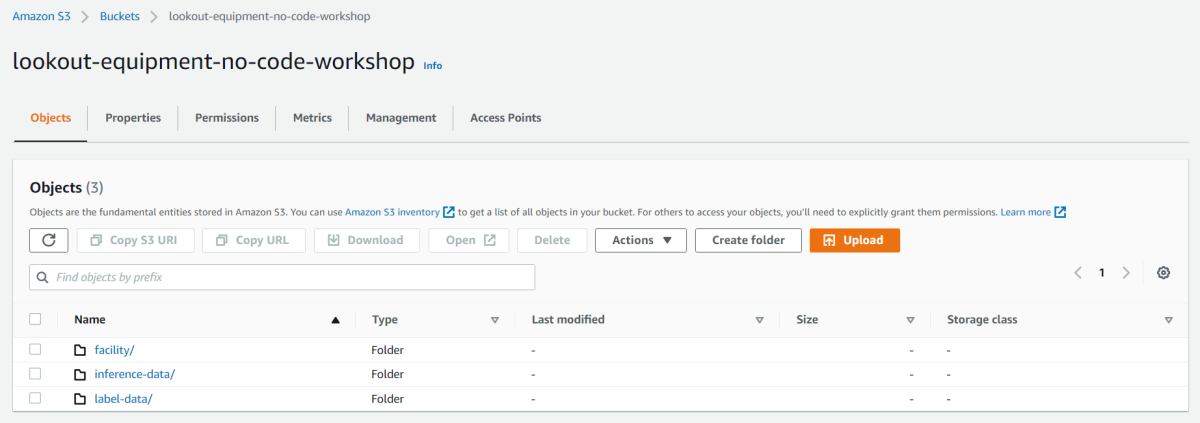 Amazon S3 > Buckets > lookout-equipment-no-code-workshop
lookout-equipment-no-code-workshop Info
Objects Properties Permissions Metrics Management Access Points
Objects (3)
Objects are the fundamental entities stored in Amazon S3. You can use Amazon S3 inventory to get a list of all objects in your bucket. For others to access your objects, you'll need to explicitly grant them permissions. Learn more
Copy S3 URI Copy URL Download Open Delete Actions Create folder Upload
Find objects by prefix 1
Name Type Last modified Size Storage class
facility/ Folder - - -
inference-data/ Folder - - -
label-data/ Folder - - -